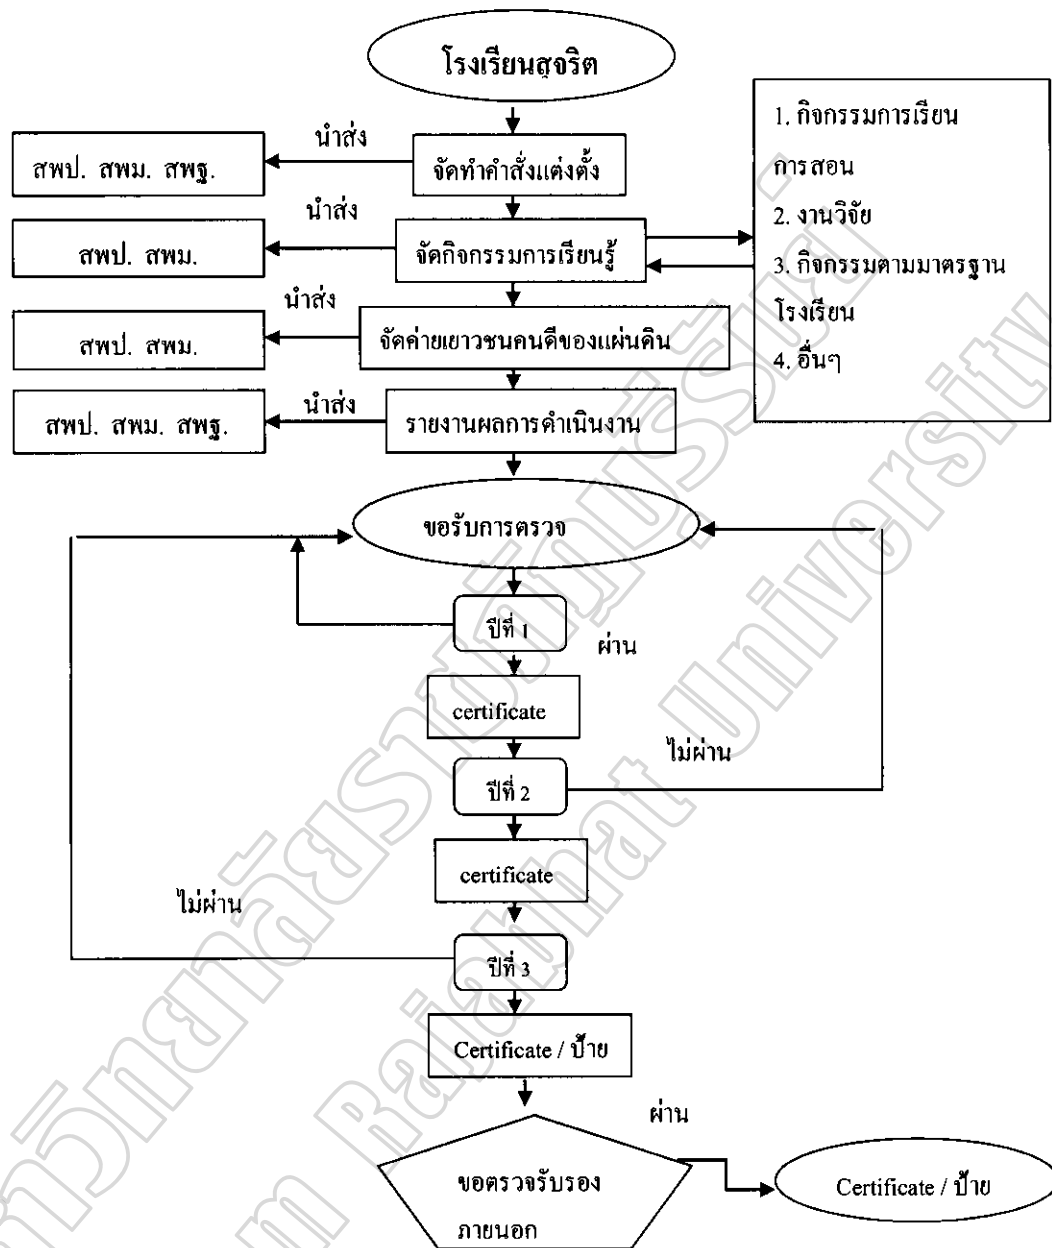 โรงเรียนสุจริต
นำส่ง
สพป. สพม. สพฐ.
จัดทำคำสั่งแต่งตั้ง
นำส่ง
สพป. สพม.
จัดกิจกรรมการเรียนรู้
1. กิจกรรมการเรียน
การสอน
2. งานวิจัย
3. กิจกรรมตามมาตรฐาน
โรงเรียน
4. อื่นๆ
นำส่ง
สพป. สพม.
จัดค่ายเยาวชนคนดีของแผ่นดิน
นำส่ง
สพป. สพม. สพฐ.
รายงานผลการดำเนินงาน
ขอรับการตรวจ
ปีที่ 1
ผ่าน
certificate
ไม่ผ่าน
ปีที่ 2
certificate
ไม่ผ่าน
ปีที่ 3
Certificate / ป้าย
ผ่าน
ขอตรวจรับรอง
ภายนอก
Certificate / ป้าย
Rajabhat University